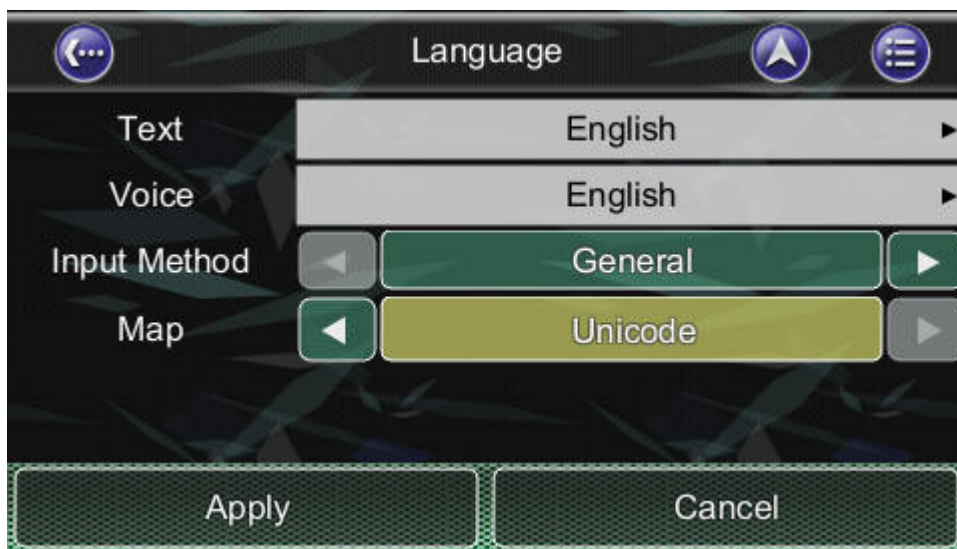 Language
Text English
Voice English
Input Method General
Map Unicode
Apply Cancel